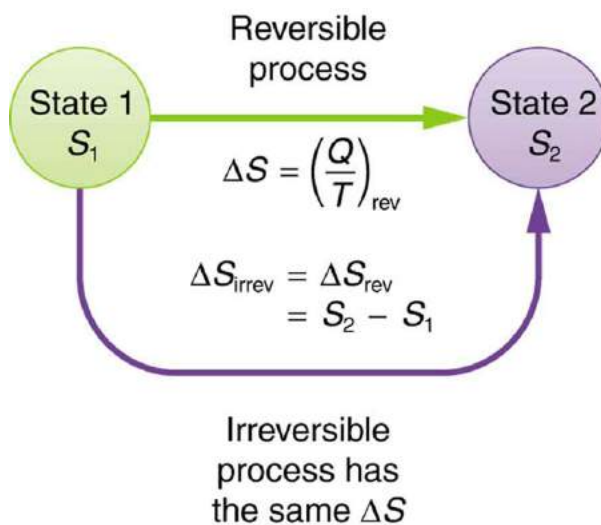 Reversible
process
State 1
S₁
State 2
S₂
ΔS = (Q/T)rev
ΔSirrev = ΔSrev
= S₂ − S₁
Irreversible
process has
the same ΔS